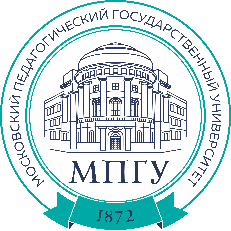 МОСКОВСКИЙ ПЕДАГОГИЧЕСКИЙ ГОСУДАРСТВЕННЫЙ УНИВЕРСИТЕТ
МПГУ
1872